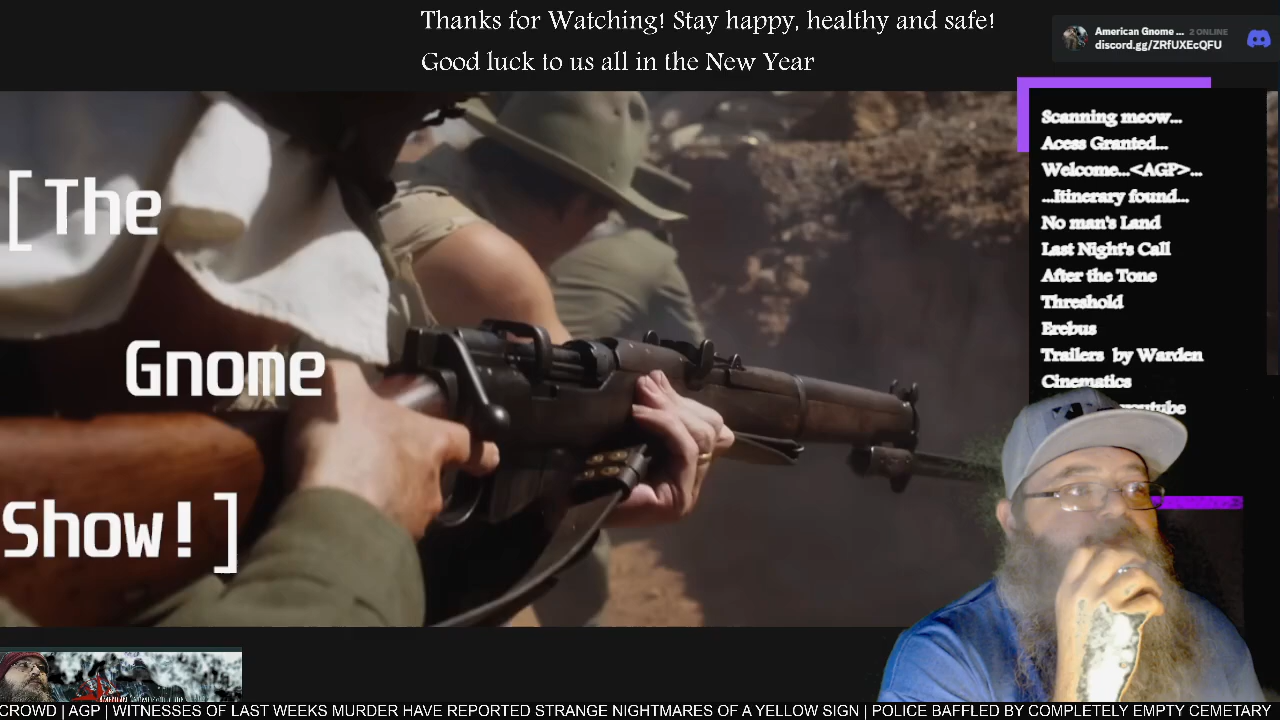 Thanks for Watching! Stay happy, healthy and safe!
Good luck to us all in the New Year
American Gnome ... 2 ONLINE
discord.gg/ZRfUXEcQFU
[The
Gnome
Show!]
Scanning meow...
Acess Granted...
Welcome...<AGP>...
...Itinerary found...
No man's Land
Last Night's Call
After the Tone
Threshold
Erebus
Trailers by Warden
Cinematics
CROWD | AGP | WITNESSES OF LAST WEEKS MURDER HAVE REPORTED STRANGE NIGHTMARES OF A YELLOW SIGN | POLICE BAFFLED BY COMPLETELY EMPTY CEMETARY